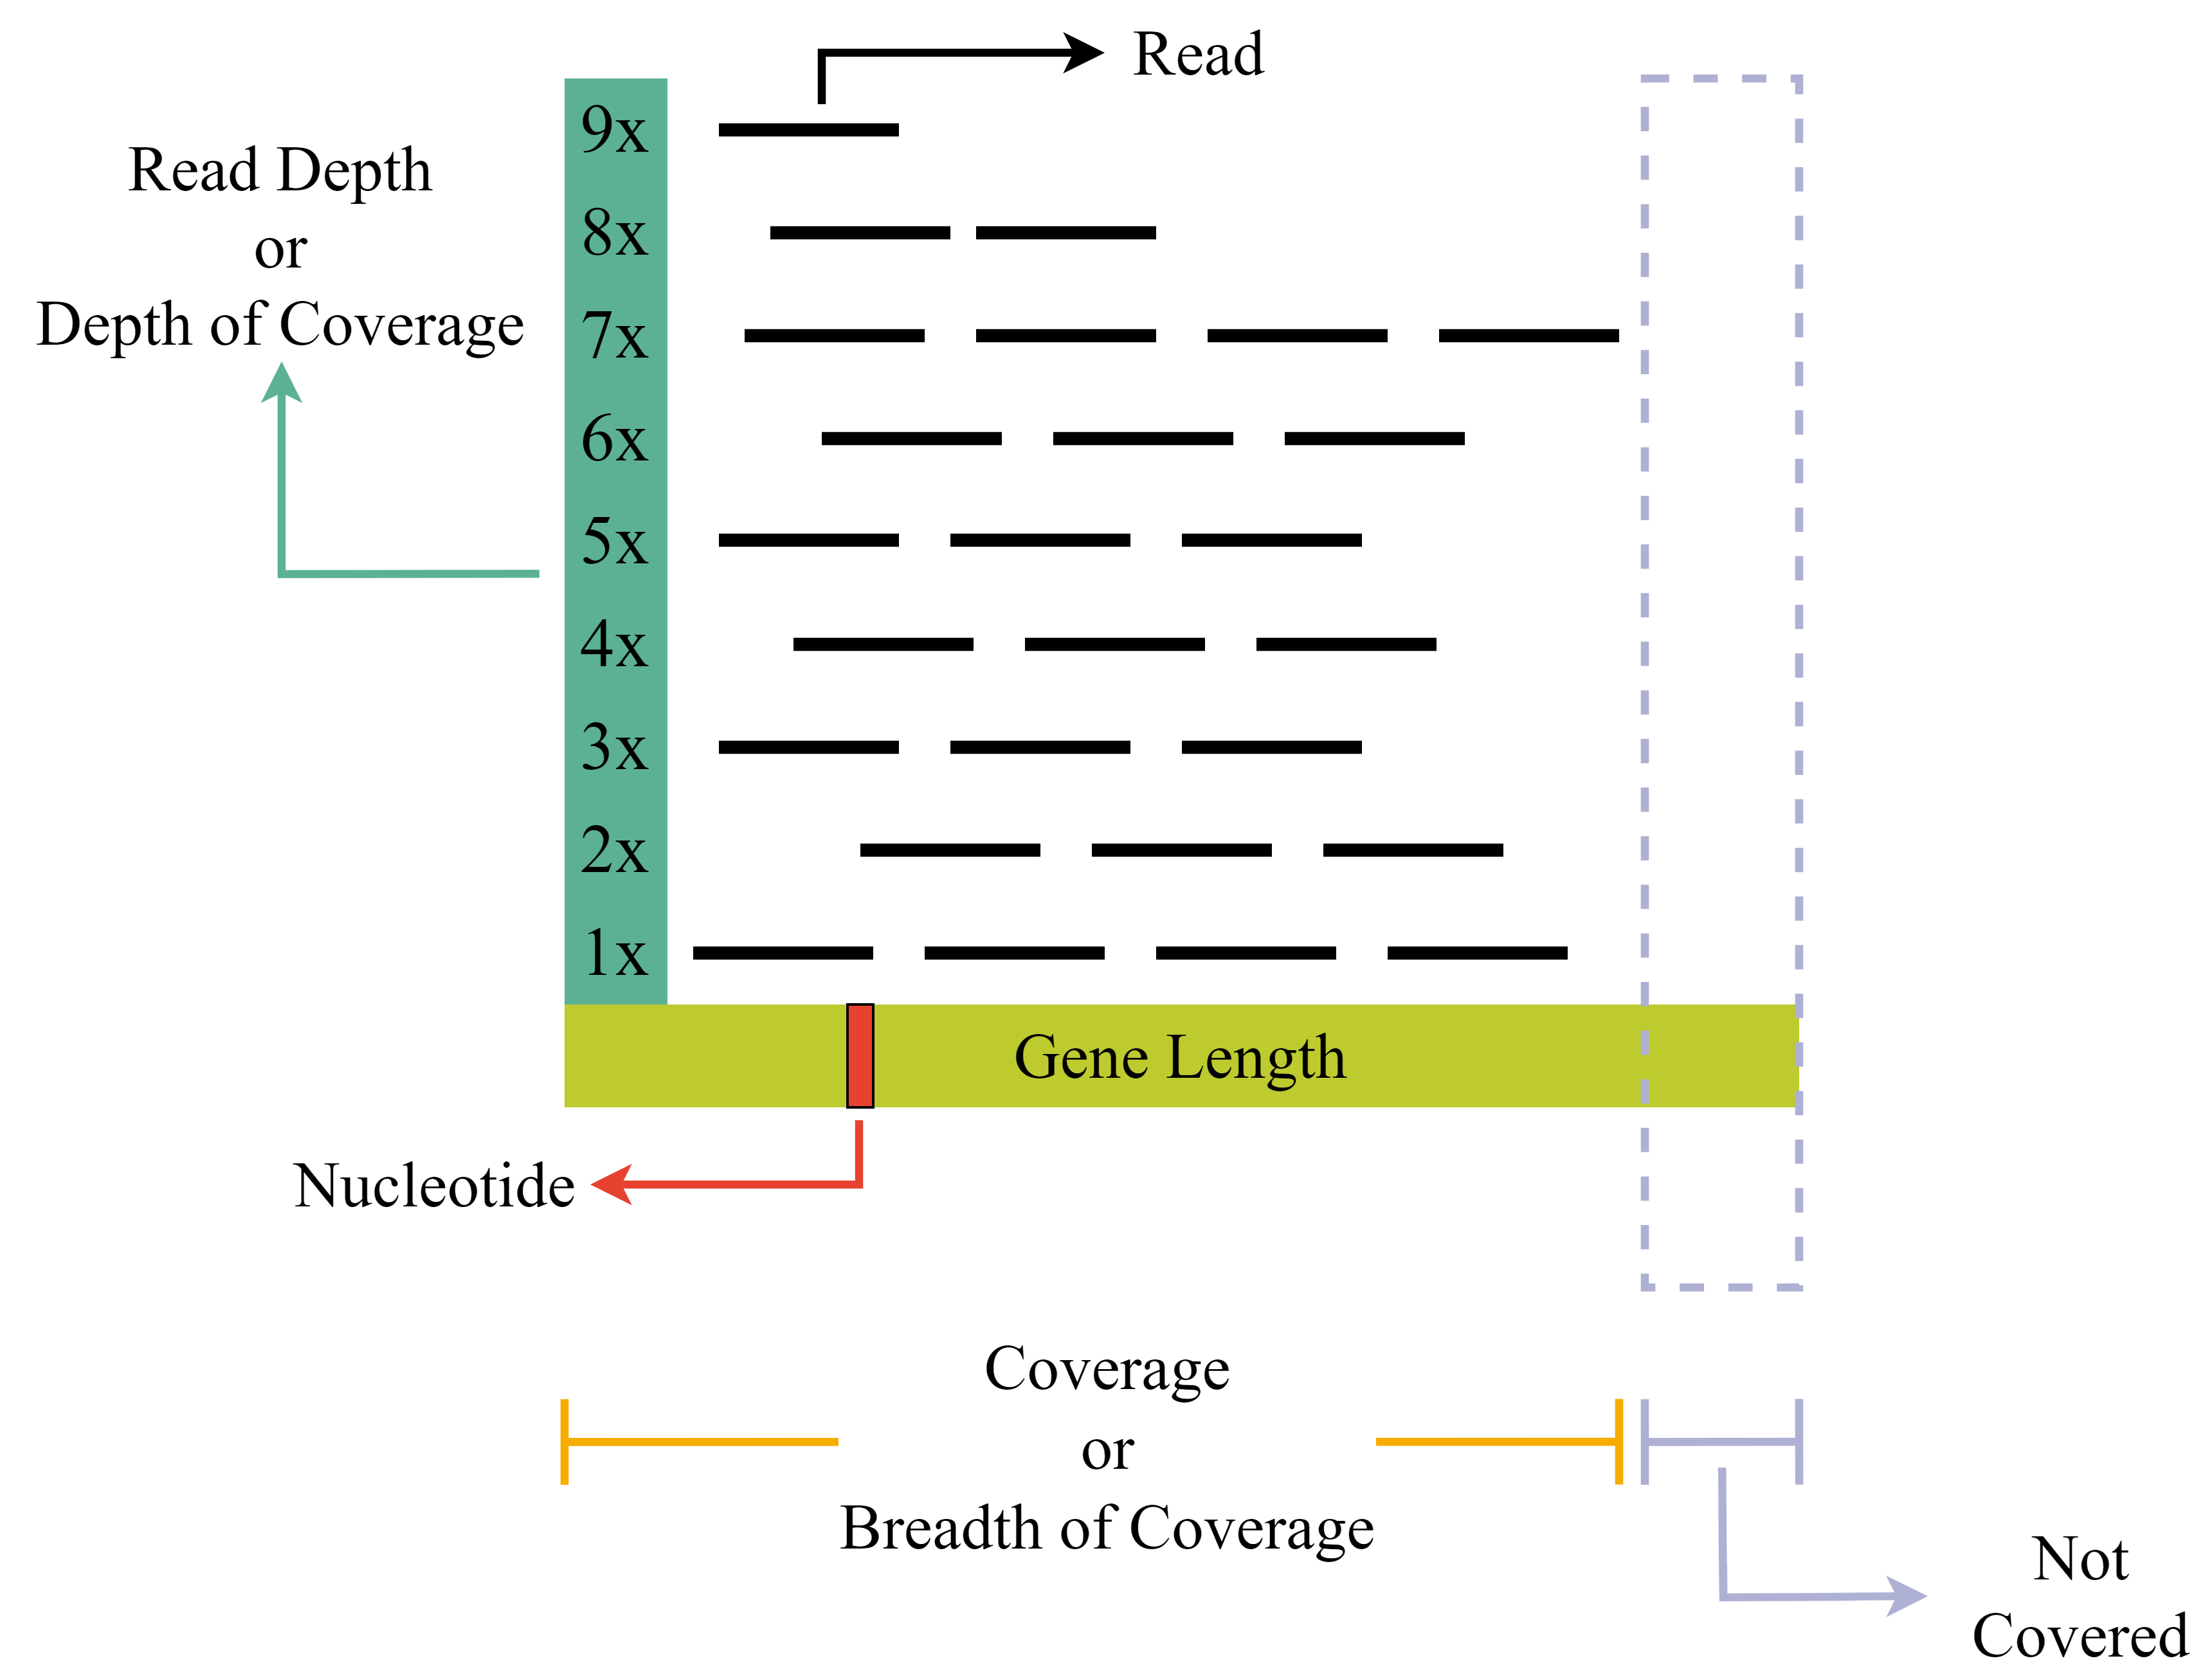 Read
Read Depth
or
Depth of Coverage
9x
8x
7x
6x
5x
4x
3x
2x
1x
Gene Length
Nucleotide
Coverage
or
Breadth of Coverage
Not
Covered